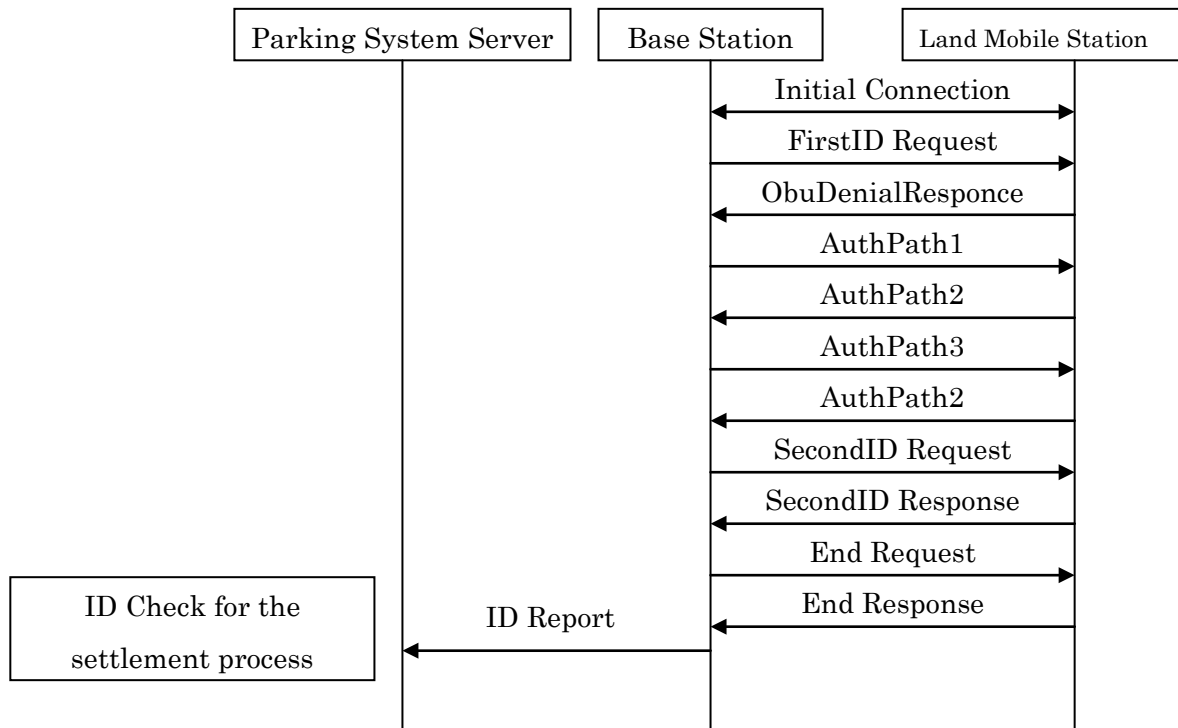 Parking System Server
Base Station
Land Mobile Station
Initial Connection
FirstID Request
ObuDenialResponce
AuthPath1
AuthPath2
AuthPath3
AuthPath2
SecondID Request
SecondID Response
End Request
End Response
ID Report
ID Check for the
settlement process